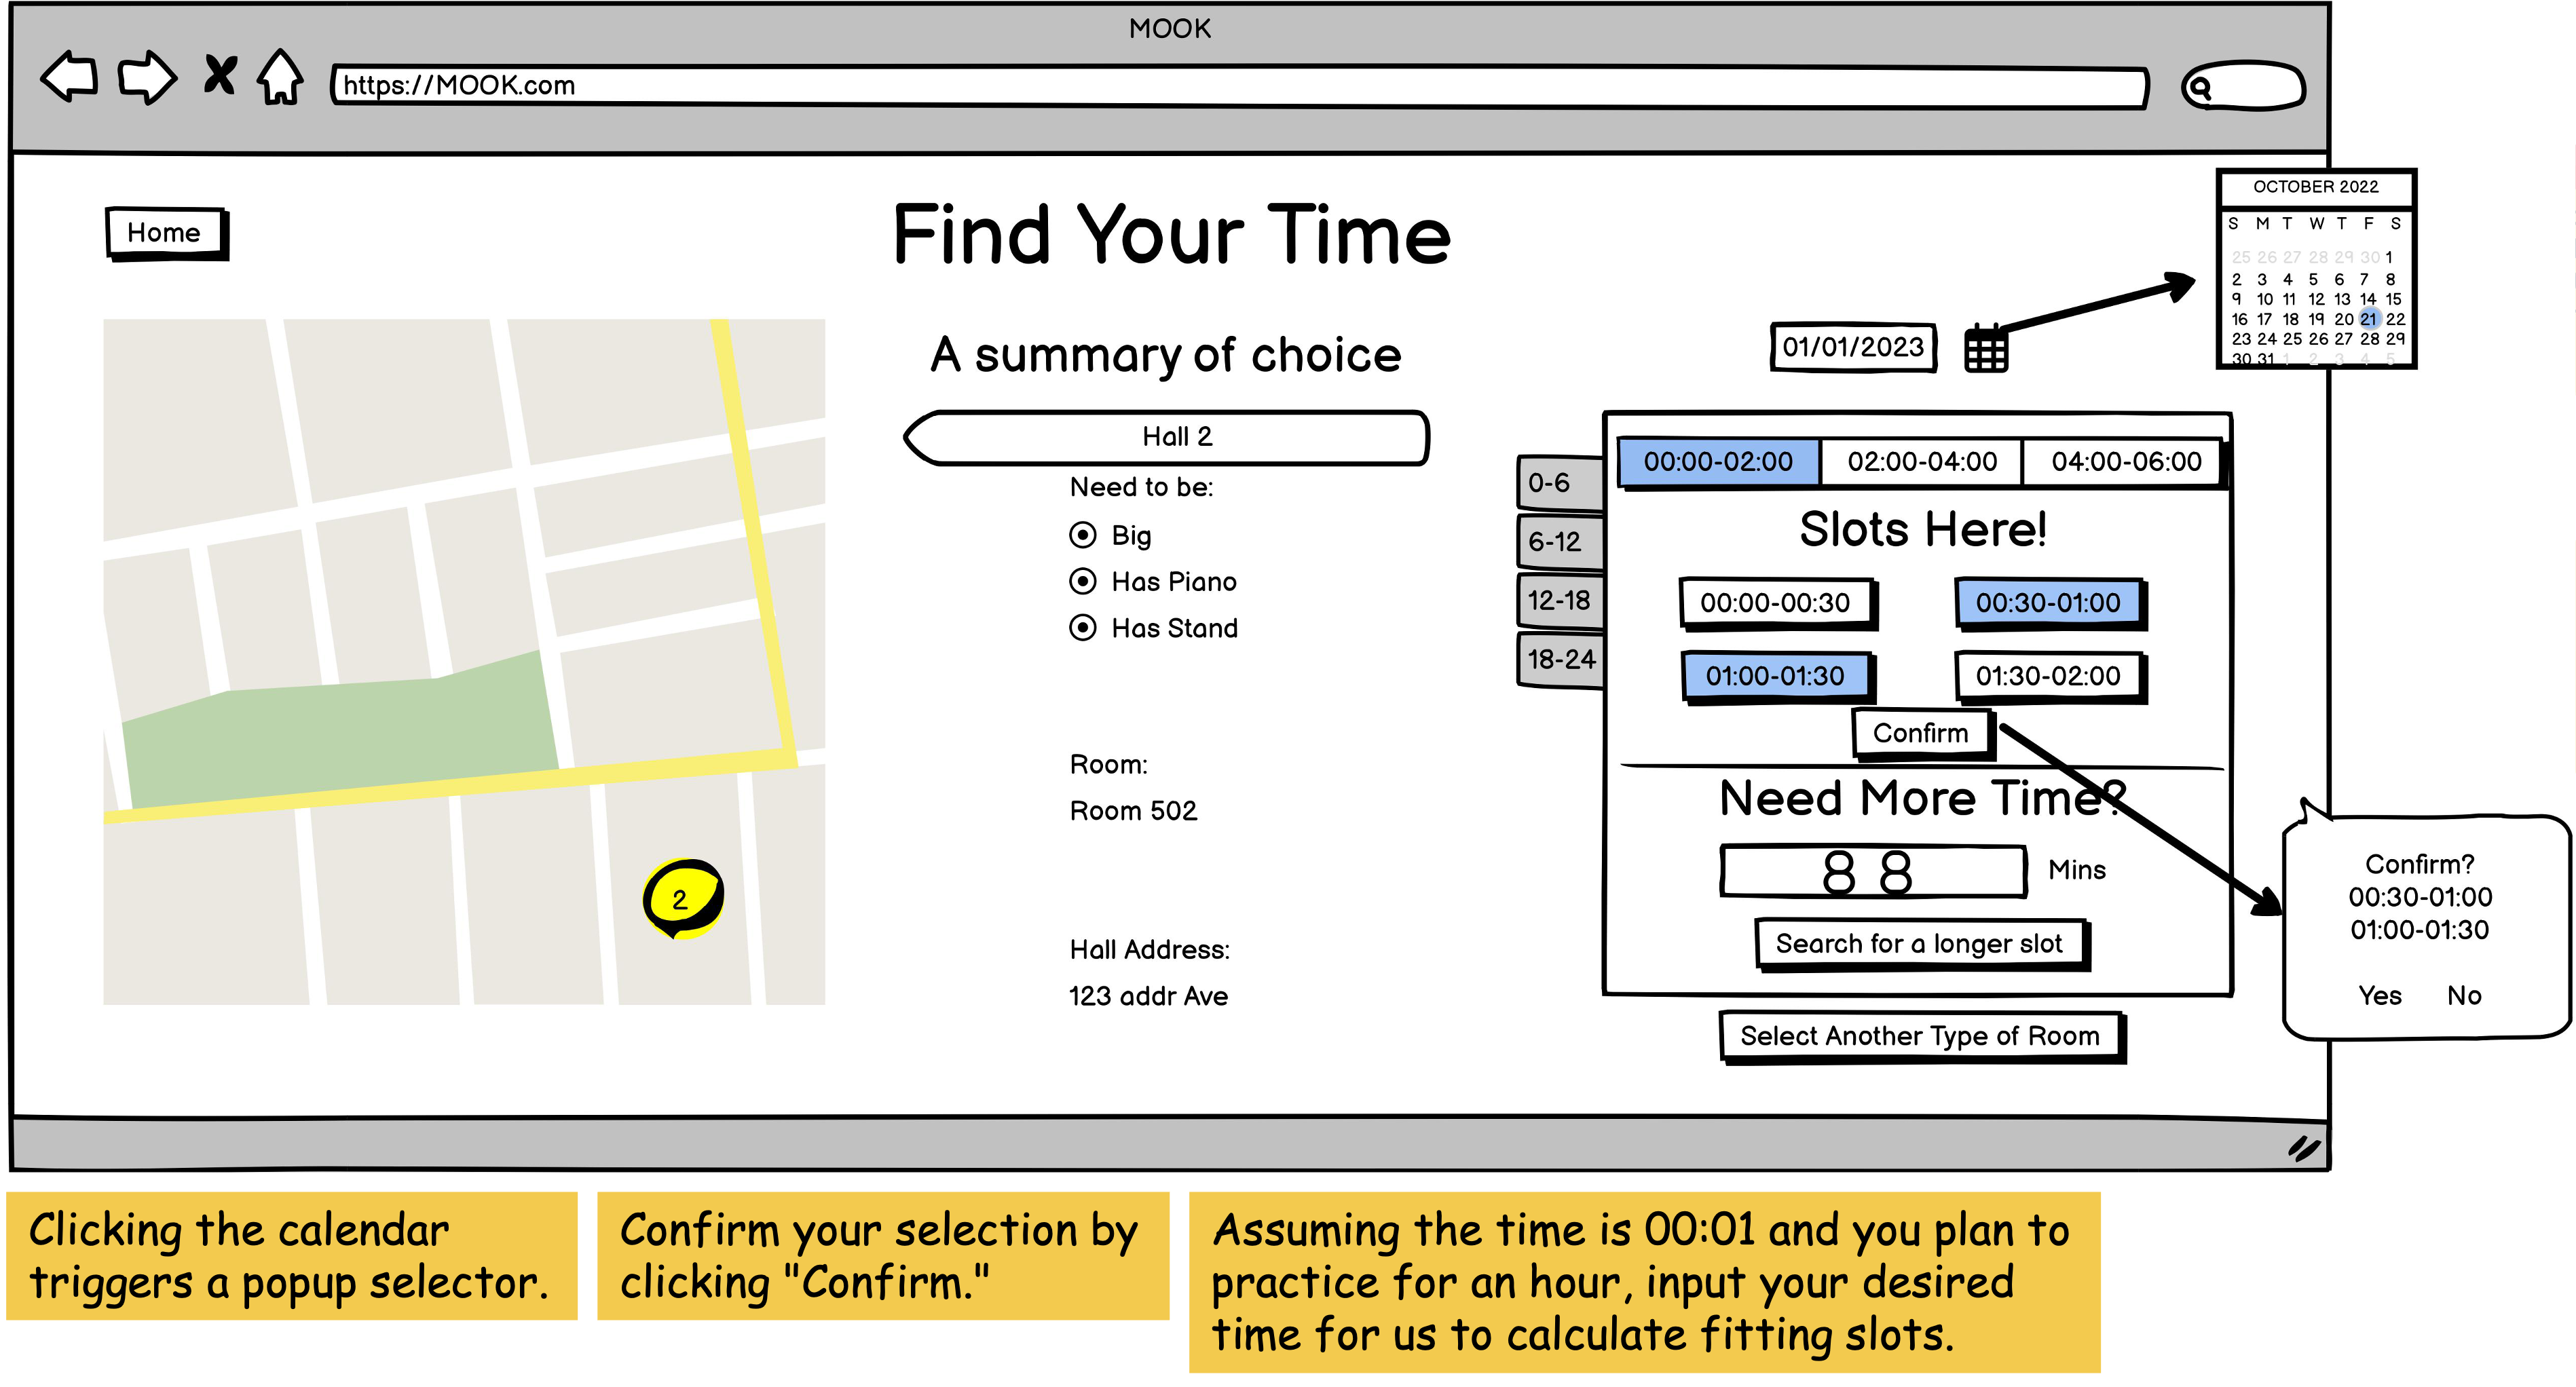 MOOK
https://MOOK.com
Home
Find Your Time
OCTOBER 2022
S M T W T F S
25 26 27 28 29 30 1
2 3 4 5 6 7 8
9 10 11 12 13 14 15
16 17 18 19 20 21 22
23 24 25 26 27 28 29
30 31 1 2 3 4 5
2
A summary of choice
Hall 2
Need to be:
Big
Has Piano
Has Stand
Room:
Room 502
Hall Address:
123 addr Ave
01/01/2023
0-6
6-12
12-18
18-24
00:00-02:00 02:00-04:00 04:00-06:00
Slots Here!
00:00-00:30 00:30-01:00
01:00-01:30 01:30-02:00
Confirm
Need More Time?
88 Mins
Search for a longer slot
Select Another Type of Room
Confirm?
00:30-01:00
01:00-01:30
Yes No
Clicking the calendar
triggers a popup selector.
Confirm your selection by
clicking "Confirm."
Assuming the time is 00:01 and you plan to
practice for an hour, input your desired
time for us to calculate fitting slots.